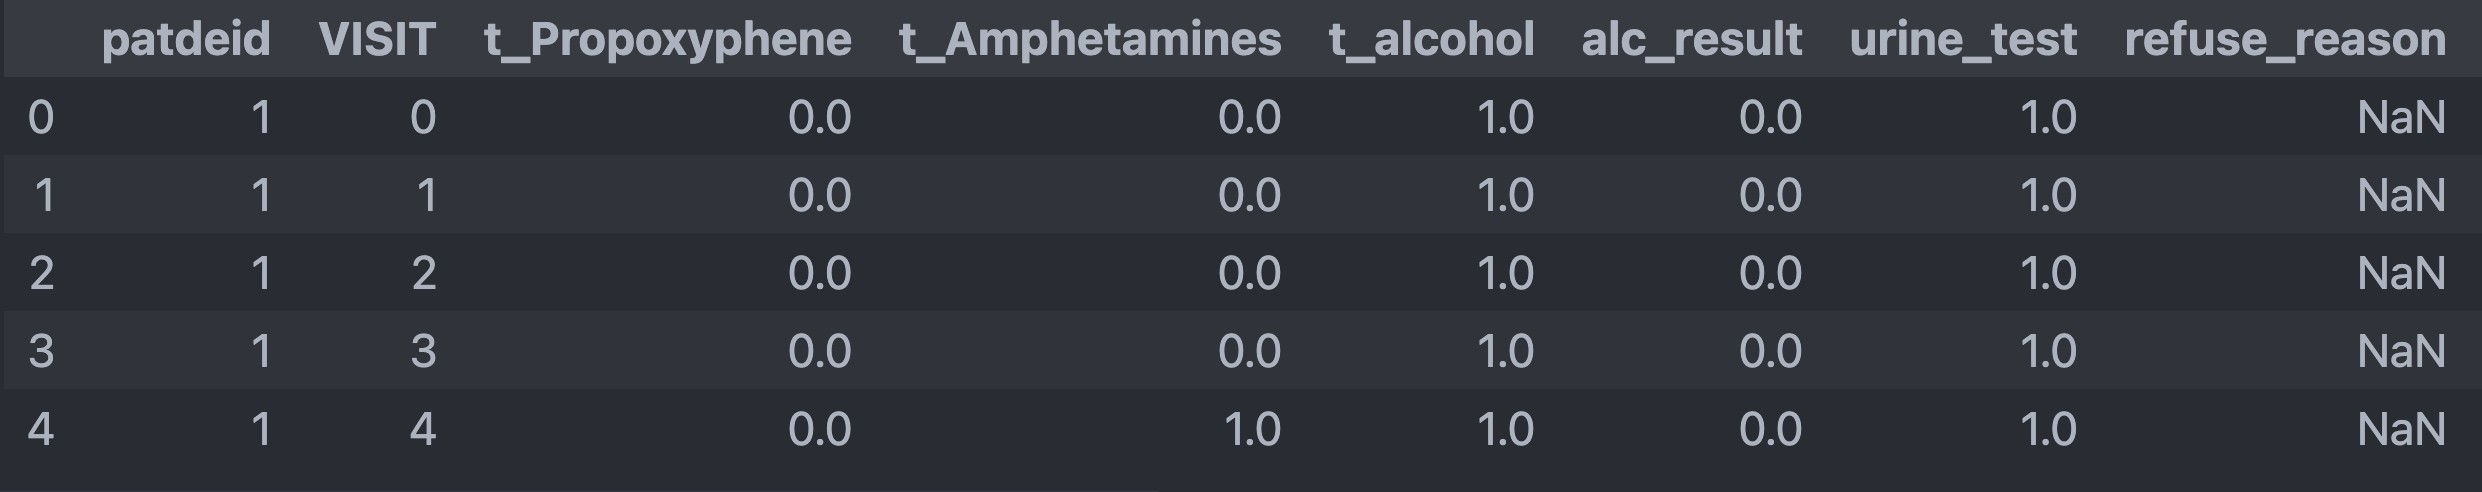 patdeid VISIT t_Propoxyphene t_Amphetamines t_alcohol alc_result urine_test refuse_reason
0 1 0 0.0 0.0 1.0 0.0 1.0 NaN
1 1 1 0.0 0.0 1.0 0.0 1.0 NaN
2 1 2 0.0 0.0 1.0 0.0 1.0 NaN
3 1 3 0.0 0.0 1.0 0.0 1.0 NaN
4 1 4 0.0 1.0 1.0 0.0 1.0 NaN